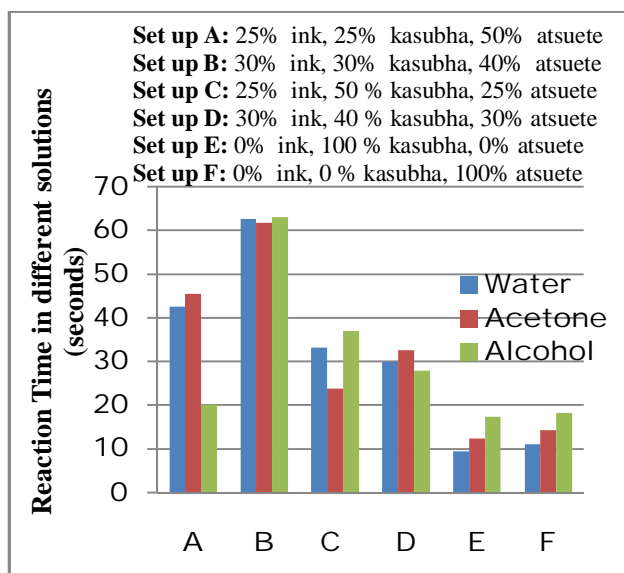 Set up A: 25% ink, 25% kasubha, 50% atsuete
Set up B: 30% ink, 30% kasubha, 40% atsuete
Set up C: 25% ink, 50 % kasubha, 25% atsuete
Set up D: 30% ink, 40 % kasubha, 30% atsuete
Set up E: 0% ink, 100 % kasubha, 0% atsuete
Set up F: 0% ink, 0 % kasubha, 100% atsuete
Reaction Time in different solutions
(seconds)
70
60
50
40
30
20
10
0
Water
Acetone
Alcohol
A B C D E F